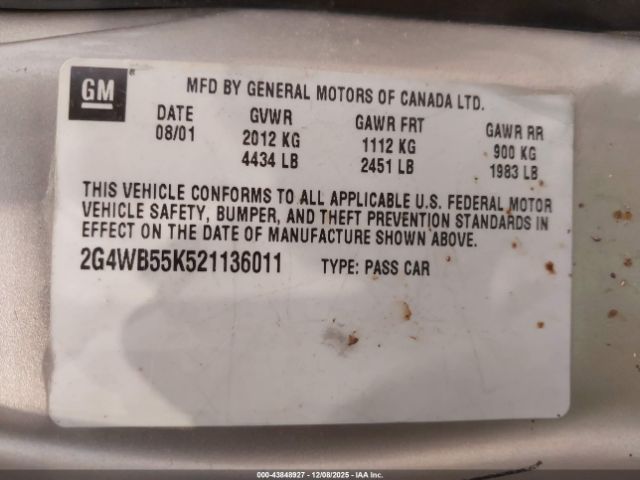 GM
MFD BY GENERAL MOTORS OF CANADA LTD.
DATE GVWR GAWR FRT GAWR RR
08/01 2012 KG 1112 KG 900 KG
4434 LB 2451 LB 1983 LB
THIS VEHICLE CONFORMS TO ALL APPLICABLE U.S. FEDERAL MOTOR
VEHICLE SAFETY, BUMPER, AND THEFT PREVENTION STANDARDS IN
EFFECT ON THE DATE OF MANUFACTURE SHOWN ABOVE.
2G4WB55K521136011 TYPE: PASS CAR
000-43848927 - 12/08/2025 - IAA Inc.